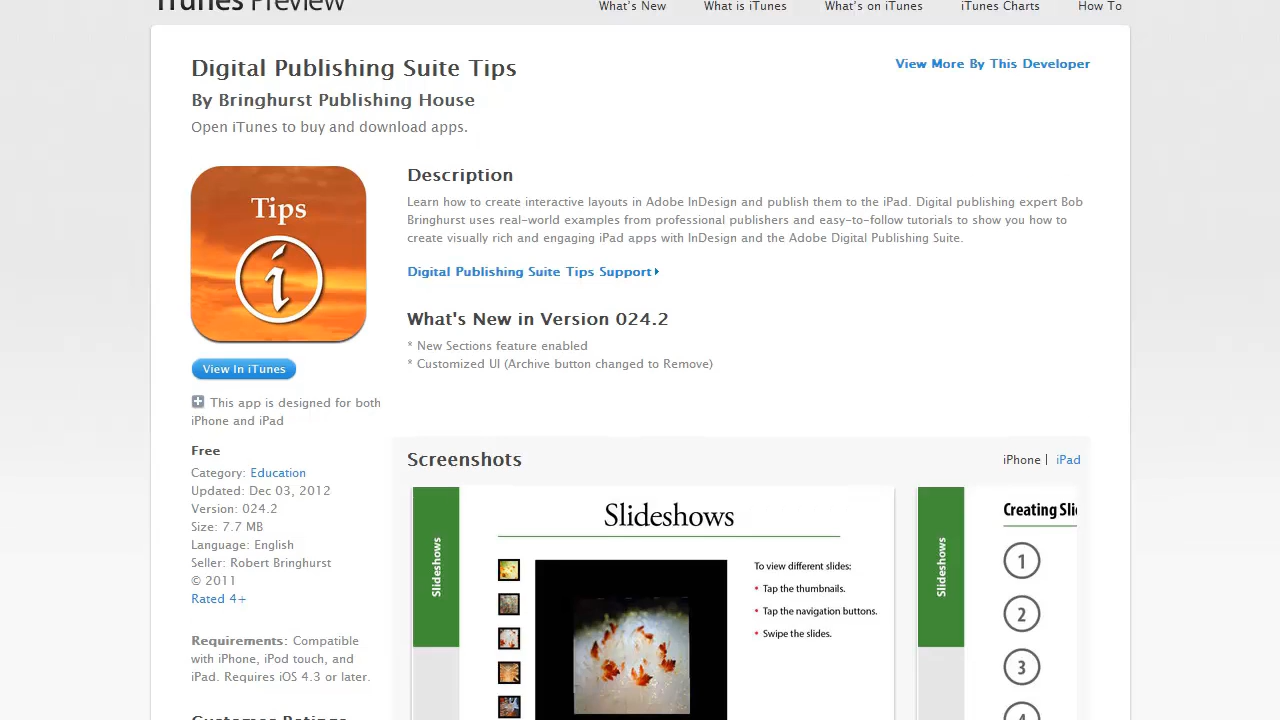 iTunes Preview
What's New
What is iTunes
What's on iTunes
iTunes Charts
How To
Digital Publishing Suite Tips
View More By This Developer
By Bringhurst Publishing House
Open iTunes to buy and download apps.
Tips
i
View In iTunes
This app is designed for both
iPhone and iPad
Free
Category: Education
Updated: Dec 03, 2012
Version: 024.2
Size: 7.7 MB
Language: English
Seller: Robert Bringhurst
© 2011
Rated 4+
Requirements: Compatible
with iPhone, iPod touch, and
iPad. Requires iOS 4.3 or later.
Customer Ratings
Description
Learn how to create interactive layouts in Adobe InDesign and publish them to the iPad. Digital publishing expert Bob
Bringhurst uses real-world examples from professional publishers and easy-to-follow tutorials to show you how to
create visually rich and engaging iPad apps with InDesign and the Adobe Digital Publishing Suite.
Digital Publishing Suite Tips Support
What's New in Version 024.2
* New Sections feature enabled
* Customized UI (Archive button changed to Remove)
Screenshots
iPhone | iPad
Slideshows
Slideshows
To view different slides:
• Tap the thumbnails.
• Tap the navigation buttons.
• Swipe the slides.
Slideshows
Creating Sli
1
2
3
4